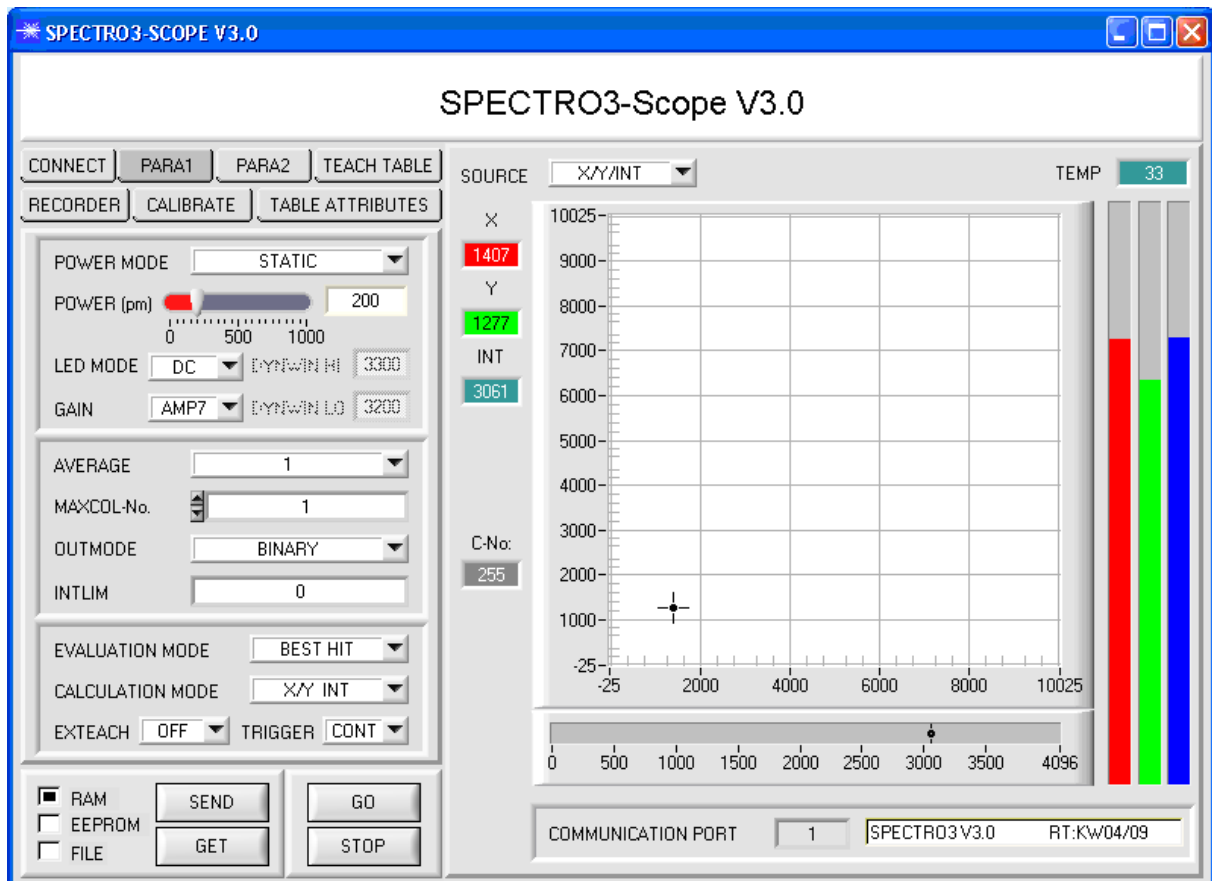 SPECTRO3-SCOPE V3.0
SPECTRO3-Scope V3.0
CONNECT PARA1 PARA2 TEACH TABLE
RECORDER CALIBRATE TABLE ATTRIBUTES
POWER MODE STATIC
POWER (pm) 200
0 500 1000
LED MODE DC DYNWIN HI 3300
GAIN AMP7 DYNWIN LO 3200
AVERAGE 1
MAXCOL-No. 1
OUTMODE BINARY
INTLIM 0
EVALUATION MODE BEST HIT
CALCULATION MODE X/Y INT
EXTEACH OFF TRIGGER CONT
RAM
EEPROM
FILE
SEND
GET
GO
STOP
SOURCE X/Y/INT
TEMP 33
X
1407
Y
1277
INT
3061
C-No:
255
10025
9000
8000
7000
6000
5000
4000
3000
2000
1000
-25
-25 2000 4000 6000 8000 10025
0 500 1000 1500 2000 2500 3000 3500 4096
COMMUNICATION PORT 1 SPECTRO3 V3.0 RT:KW04/09